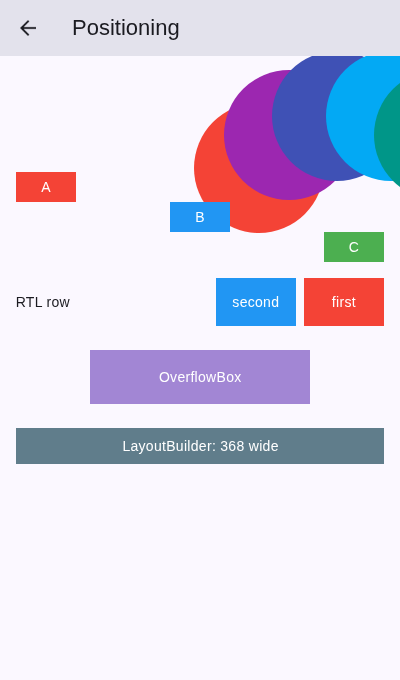 Positioning
A
B
C
RTL row
second
first
OverflowBox
LayoutBuilder: 368 wide